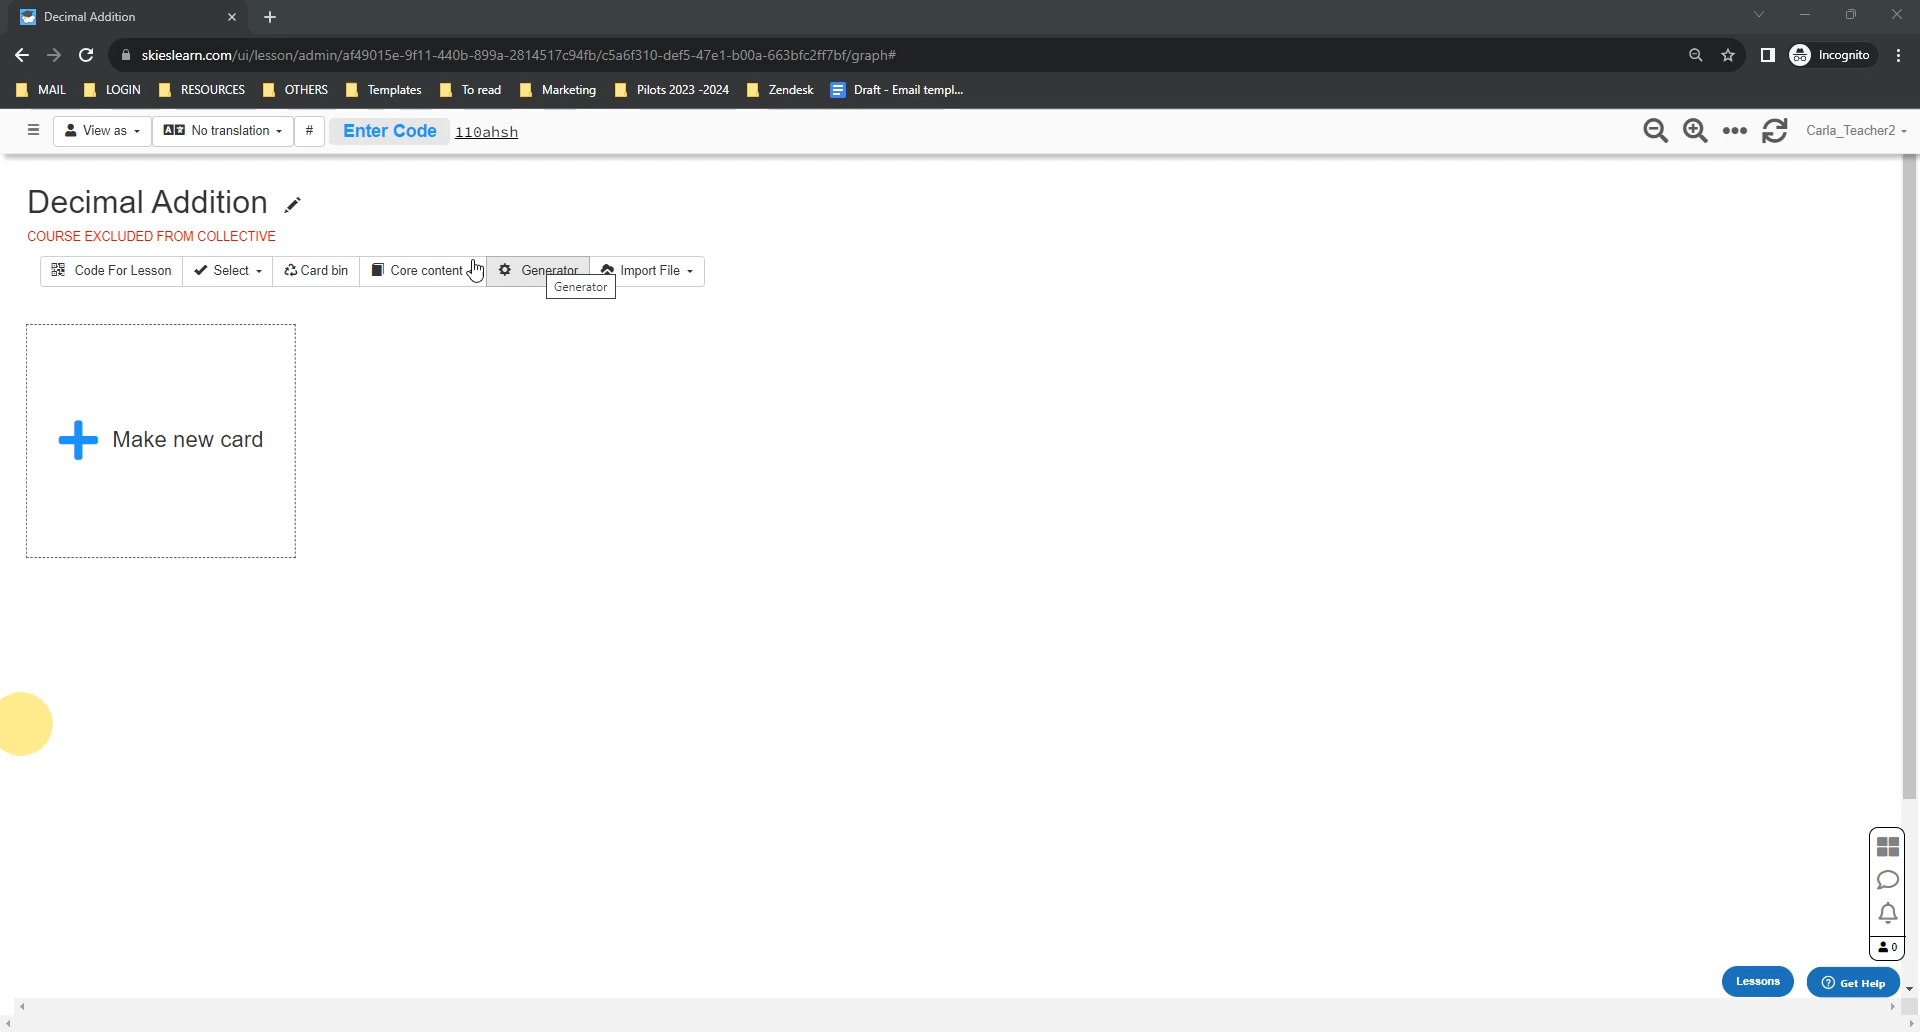 Decimal Addition
skieslearn.com/ui/lesson/admin/af49015e-9f11-440b-899a-2814517c94fb/c5a6f310-def5-47e1-b00a-663bfc2ff7bf/graph#
Incognito
MAIL LOGIN RESOURCES OTHERS Templates To read Marketing Pilots 2023 -2024 Zendesk Draft - Email templ...
View as No translation # Enter Code 110ahsh Carla_Teacher2
Decimal Addition
COURSE EXCLUDED FROM COLLECTIVE
Code For Lesson Select Card bin Core content Generator Import File
Generator
Make new card
0
Lessons Get Help